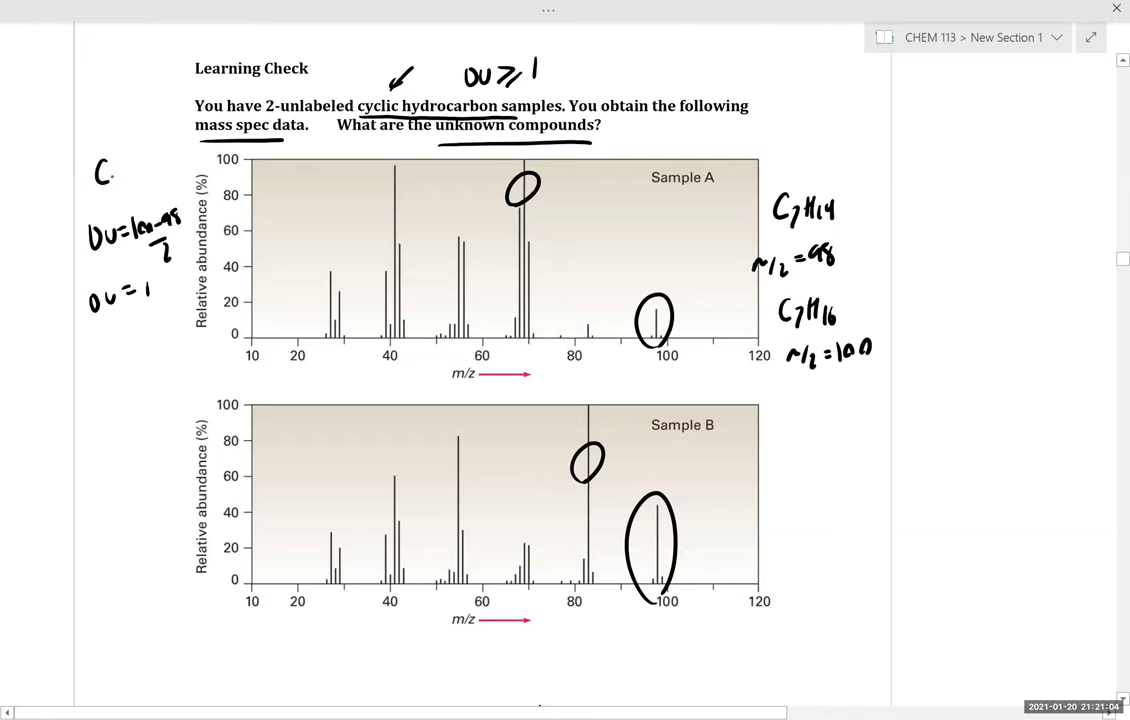 CHEM 113 > New Section 1
Learning Check
DU ≥ 1
You have 2-unlabeled cyclic hydrocarbon samples. You obtain the following
mass spec data. What are the unknown compounds?
C
DU = 100-98
2
DU = 1
100
80
60
40
20
0
Relative abundance (%)
Sample A
10 20 40 60 80 100 120
m/z
C7H14
m/z = 98
C7H16
m/z = 100
100
80
60
40
20
0
Relative abundance (%)
Sample B
10 20 40 60 80 100 120
m/z
2021-01-20 21:21:04